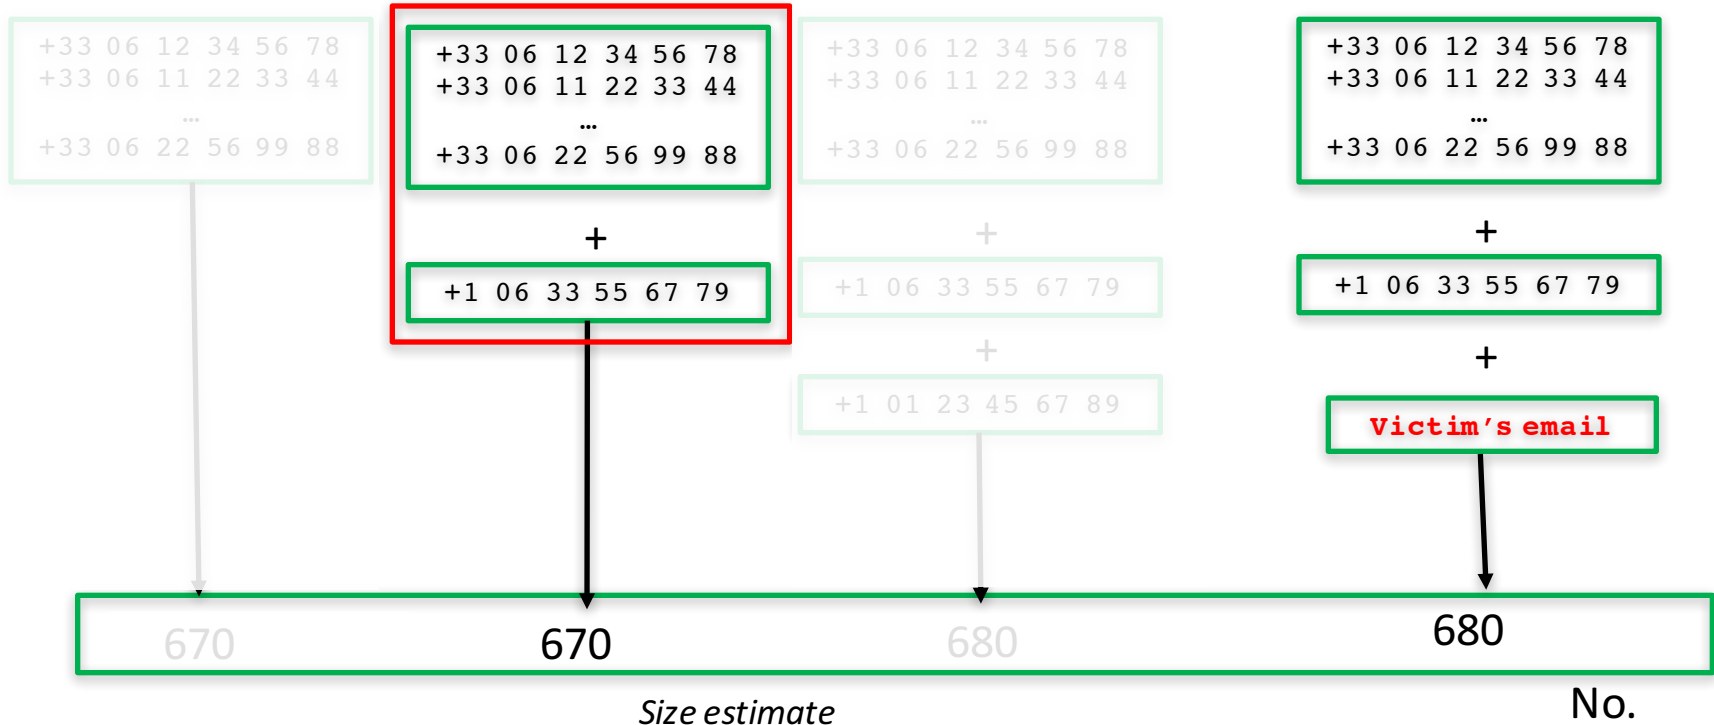 +33 06 12 34 56 78
+33 06 11 22 33 44
…
+33 06 22 56 99 88
+33 06 12 34 56 78
+33 06 11 22 33 44
…
+33 06 22 56 99 88
+
+1 06 33 55 67 79
+33 06 12 34 56 78
+33 06 11 22 33 44
…
+33 06 22 56 99 88
+
+1 06 33 55 67 79
+
+1 01 23 45 67 89
+33 06 12 34 56 78
+33 06 11 22 33 44
…
+33 06 22 56 99 88
+
+1 06 33 55 67 79
+
Victim’s email
670
670
680
680
Size estimate
No.